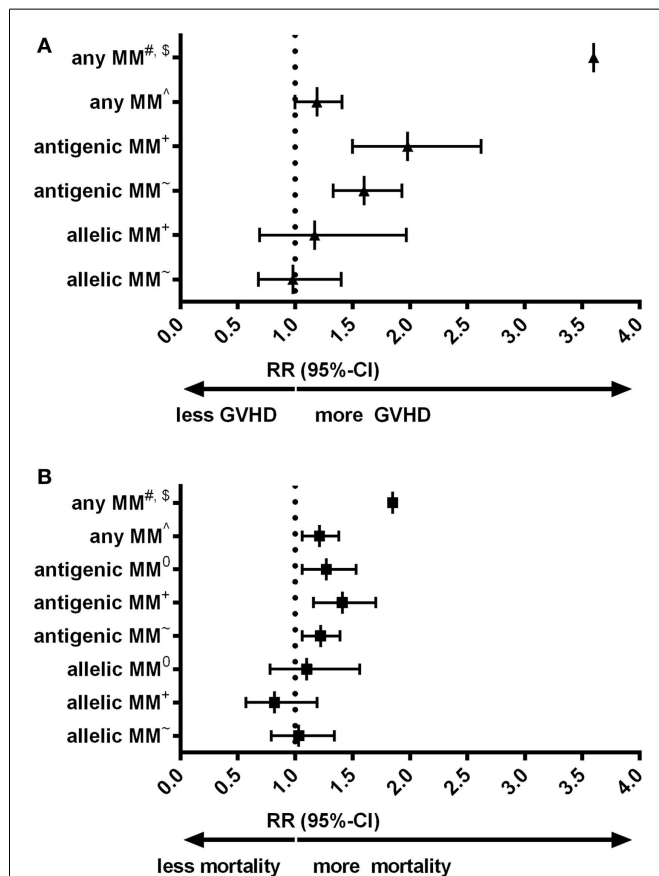 A
any MM#, $
any MM^
antigenic MM+
antigenic MM~
allelic MM+
allelic MM~
0.0 0.5 1.0 1.5 2.0 2.5 3.0 3.5 4.0
RR (95%-CI)
less GVHD more GVHD
B
any MM#, $
any MM^
antigenic MM0
antigenic MM+
antigenic MM~
allelic MM0
allelic MM+
allelic MM~
0.0 0.5 1.0 1.5 2.0 2.5 3.0 3.5 4.0
RR (95%-CI)
less mortality more mortality